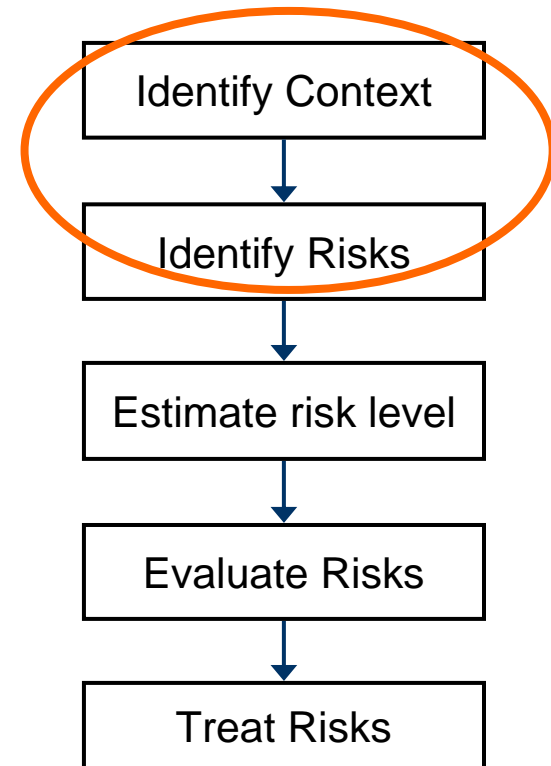 Identify Context
Identify Risks
Estimate risk level
Evaluate Risks
Treat Risks